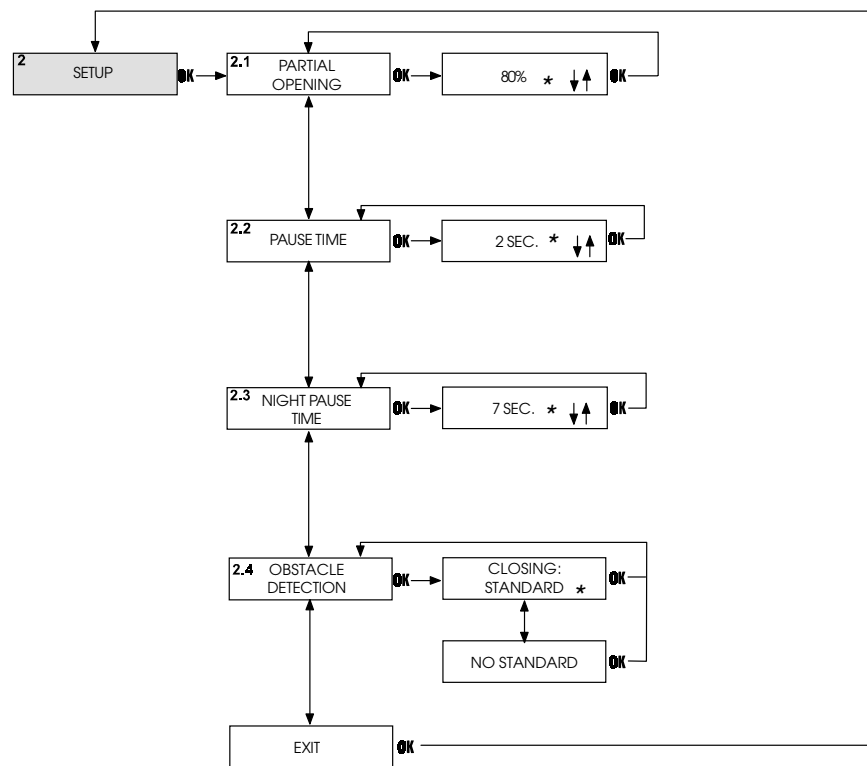 2
SETUP
OK
2.1
PARTIAL
OPENING
OK
80% *
OK
2.2
PAUSE TIME
OK
2 SEC. *
OK
2.3
NIGHT PAUSE
TIME
OK
7 SEC. *
OK
2.4
OBSTACLE
DETECTION
OK
CLOSING:
STANDARD *
OK
NO STANDARD
OK
EXIT
OK